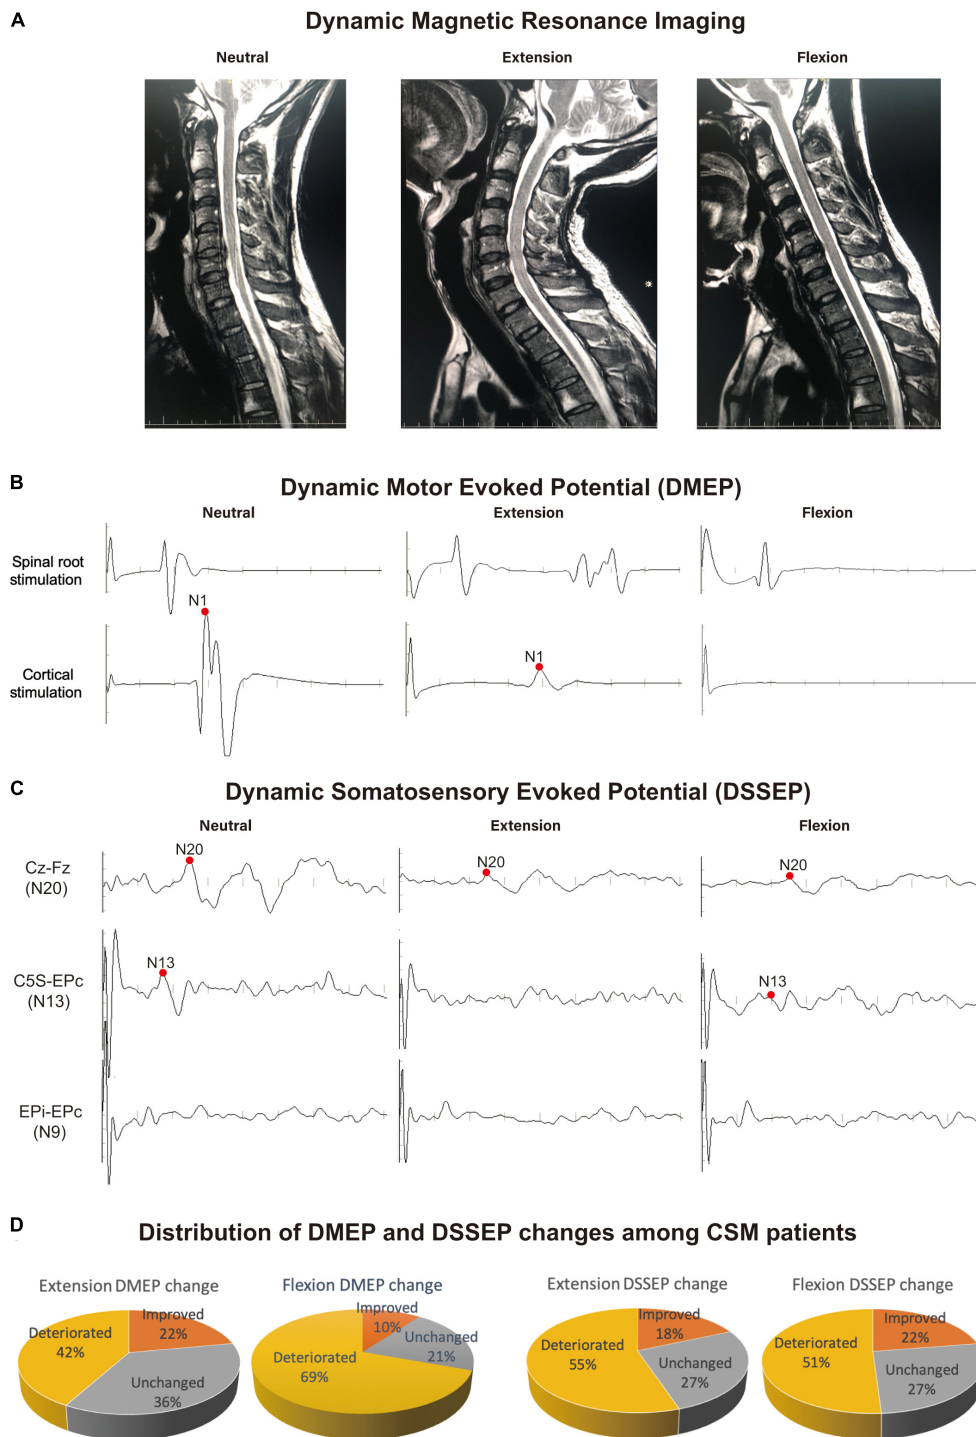 A
Dynamic Magnetic Resonance Imaging
Neutral
Extension
Flexion
B
Dynamic Motor Evoked Potential (DMEP)
Neutral
Extension
Flexion
Spinal root
stimulation
N1
Cortical
stimulation
N1
C
Dynamic Somatosensory Evoked Potential (DSSEP)
Neutral
Extension
Flexion
Cz-Fz
(N20)
N20
N20
N20
C5S-EPc
(N13)
N13
N13
EPi-EPc
(N9)
D
Distribution of DMEP and DSSEP changes among CSM patients
Extension DMEP change
Improved
22%
Deteriorated
42%
Unchanged
36%
Flexion DMEP change
Improved
10%
Unchanged
21%
Deteriorated
69%
Extension DSSEP change
Improved
18%
Deteriorated
55%
Unchanged
27%
Flexion DSSEP change
Improved
22%
Deteriorated
51%
Unchanged
27%